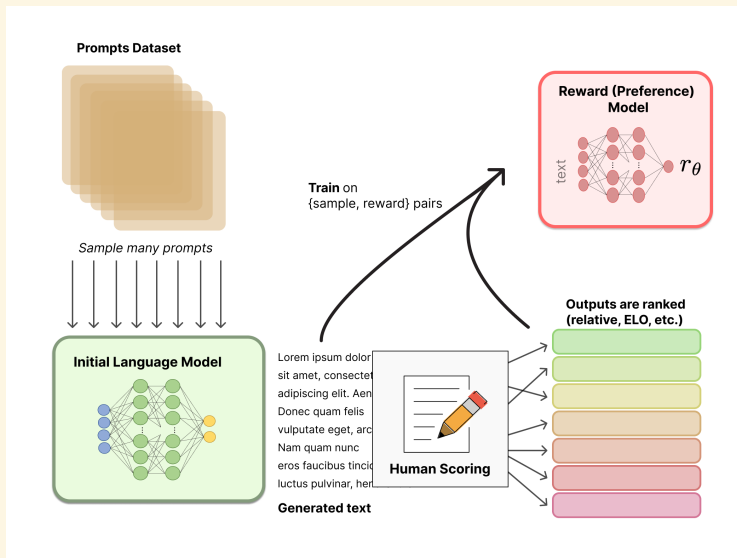 Prompts Dataset
Sample many prompts
Initial Language Model
Train on
{sample, reward} pairs
Reward (Preference)
Model
text
rθ
Outputs are ranked
(relative, ELO, etc.)
Lorem ipsum dolor
sit amet, consectet
adipiscing elit. Aen
Donec quam felis
vulputate eget, arc
Nam quam nunc
eros faucibus tincid
luctus pulvinar, hen
Generated text
Human Scoring